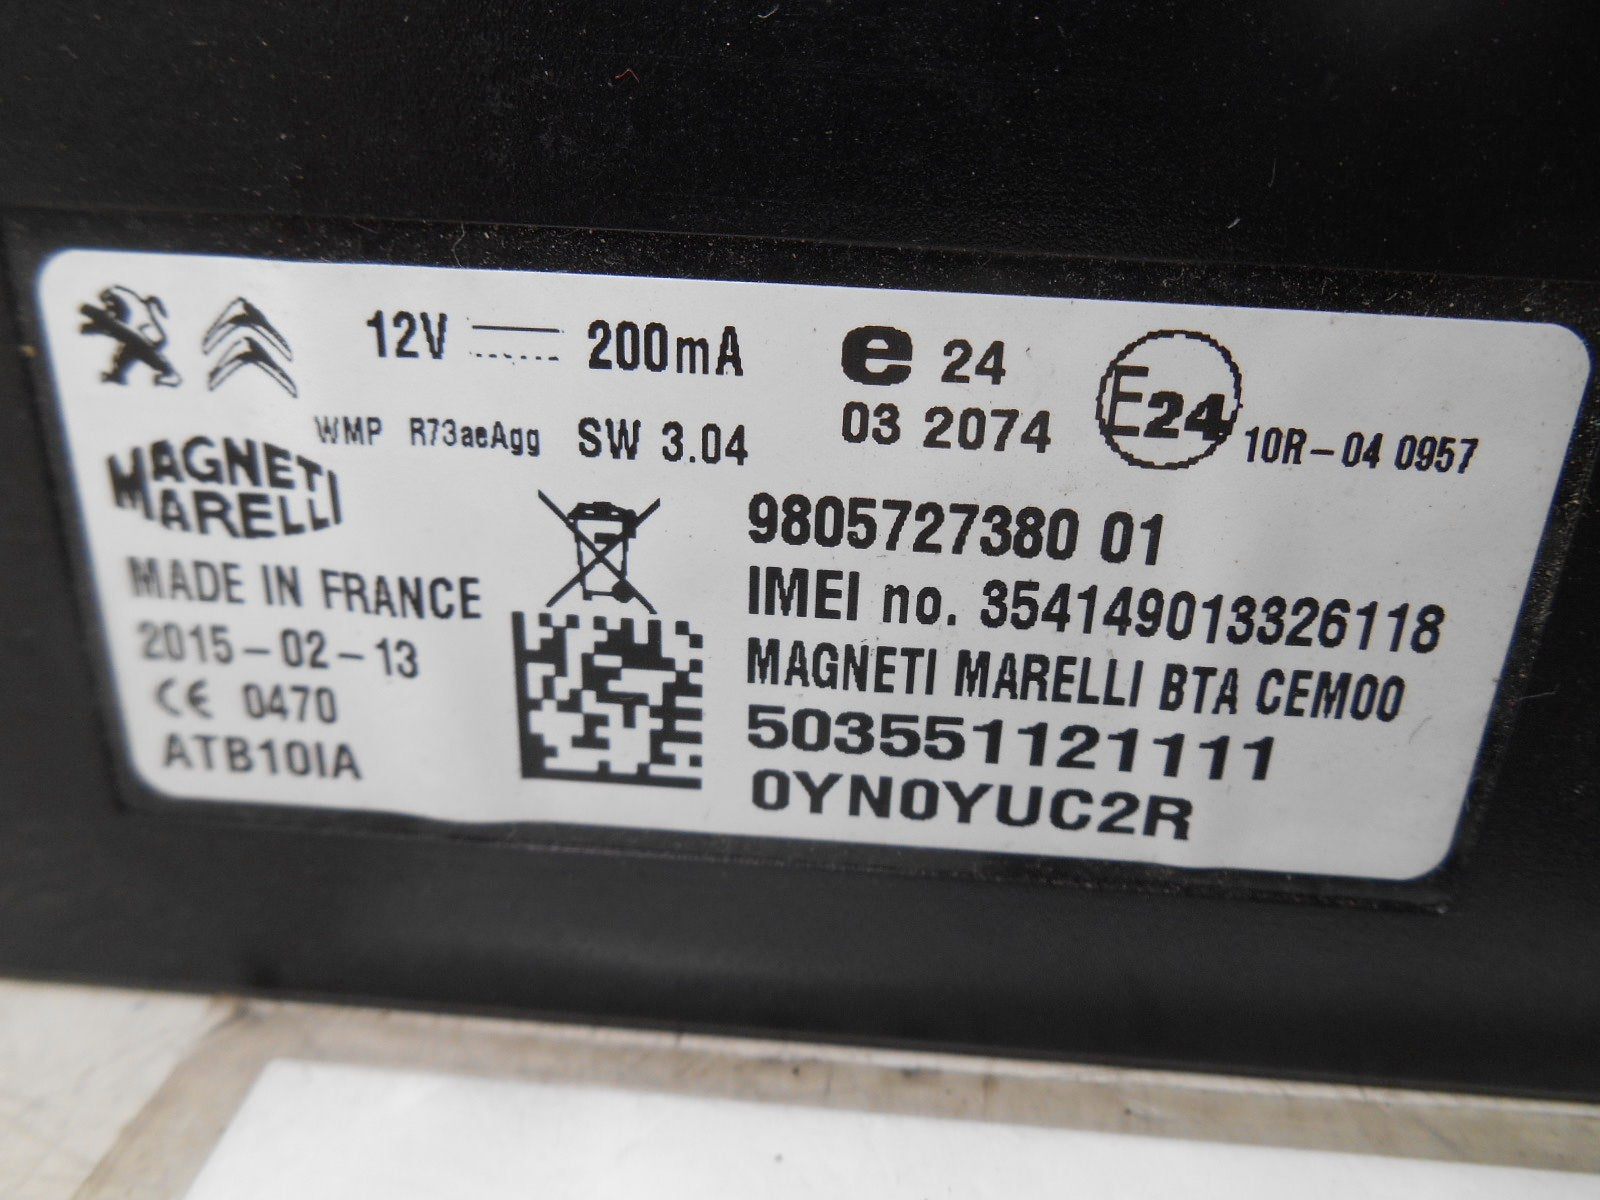 12V 200mA
e 24
03 2074
E24
10R-04 0957
WMP R73aeAgg SW 3.04
MAGNETI
MARELLI
MADE IN FRANCE
2015-02-13
CE 0470
ATB10IA
9805727380 01
IMEI no. 354149013326118
MAGNETI MARELLI BTA CEM00
503551121111
0YN0YUC2R